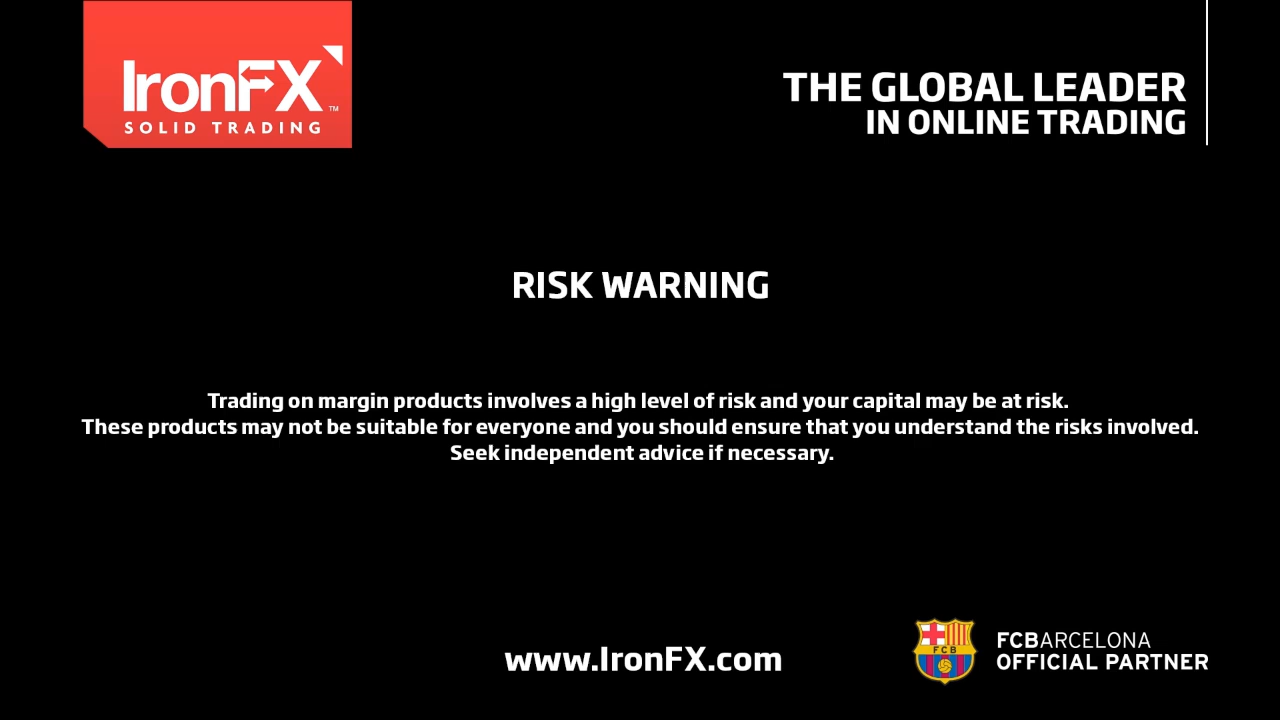 IronFX™
SOLID TRADING
THE GLOBAL LEADER
IN ONLINE TRADING
RISK WARNING
Trading on margin products involves a high level of risk and your capital may be at risk.
These products may not be suitable for everyone and you should ensure that you understand the risks involved.
Seek independent advice if necessary.
www.IronFX.com
FCB
FCBARCELONA
OFFICIAL PARTNER